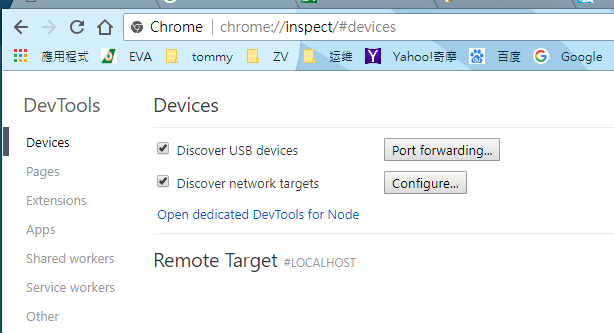 Chrome | chrome://inspect/#devices
應用程式 EVA tommy ZV 运维 Yahoo!奇摩 百度 Google
DevTools
Devices
Pages
Extensions
Apps
Shared workers
Service workers
Other
Devices
Discover USB devices Port forwarding...
Discover network targets Configure...
Open dedicated DevTools for Node
Remote Target #LOCALHOST